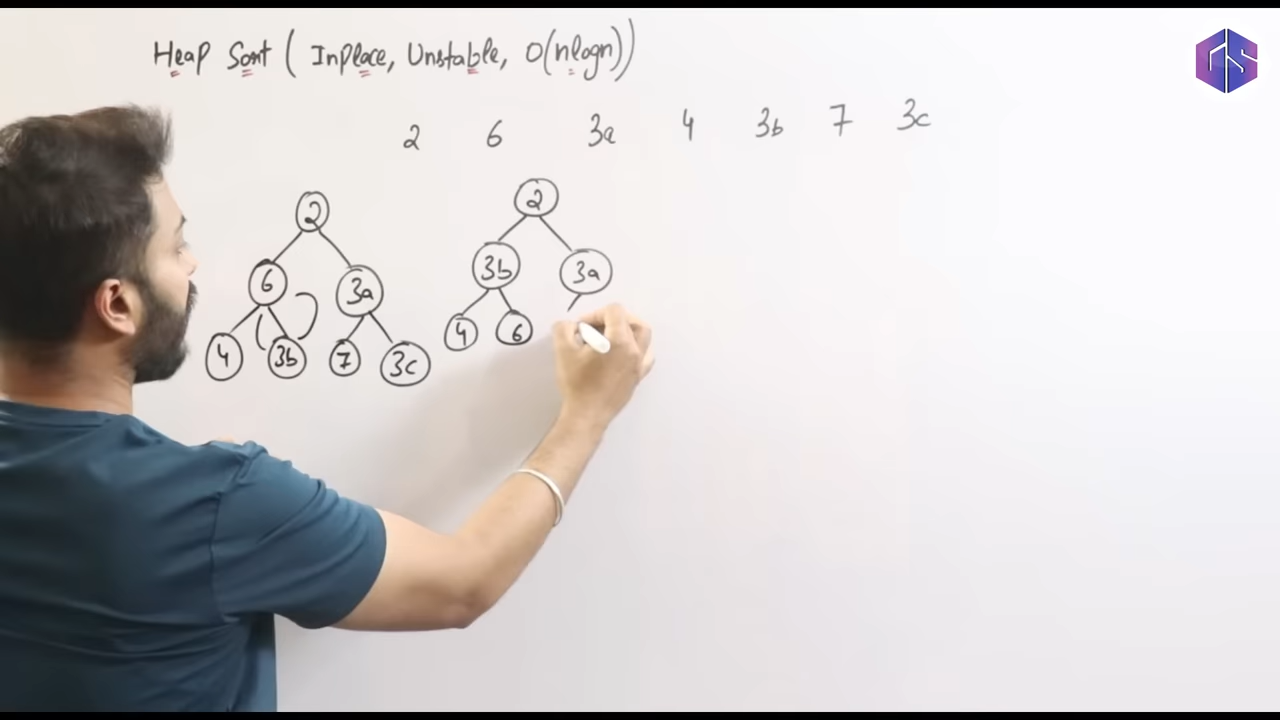 Heap Sort ( Inplace, Unstable, O(nlogn))
2 6 3a 4 3b 7 3c
2
6 3a
4 3b 7 3c
2
3b 3a
4 6
GS